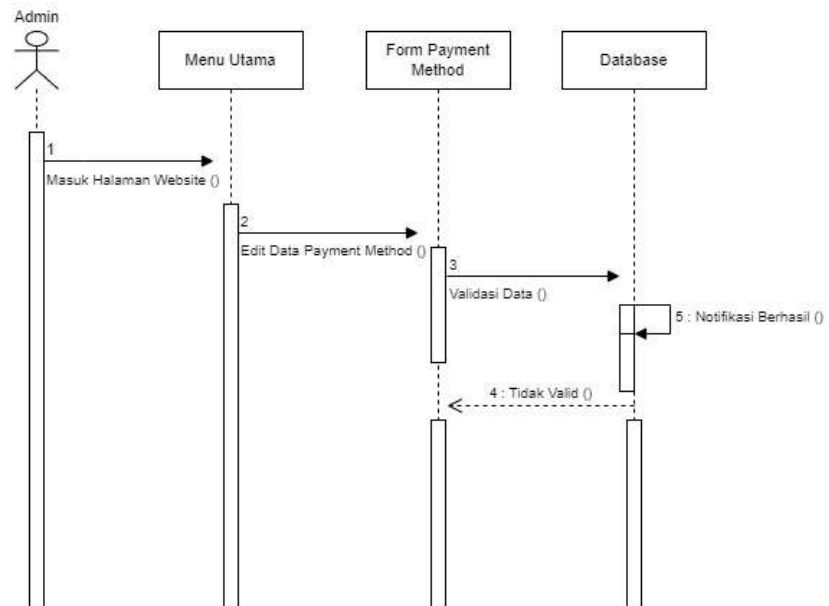 Admin
Menu Utama
Form Payment
Method
Database
1
Masuk Halaman Website ()
2
Edit Data Payment Method ()
3
Validasi Data ()
5 : Notifikasi Berhasil ()
4 : Tidak Valid ()